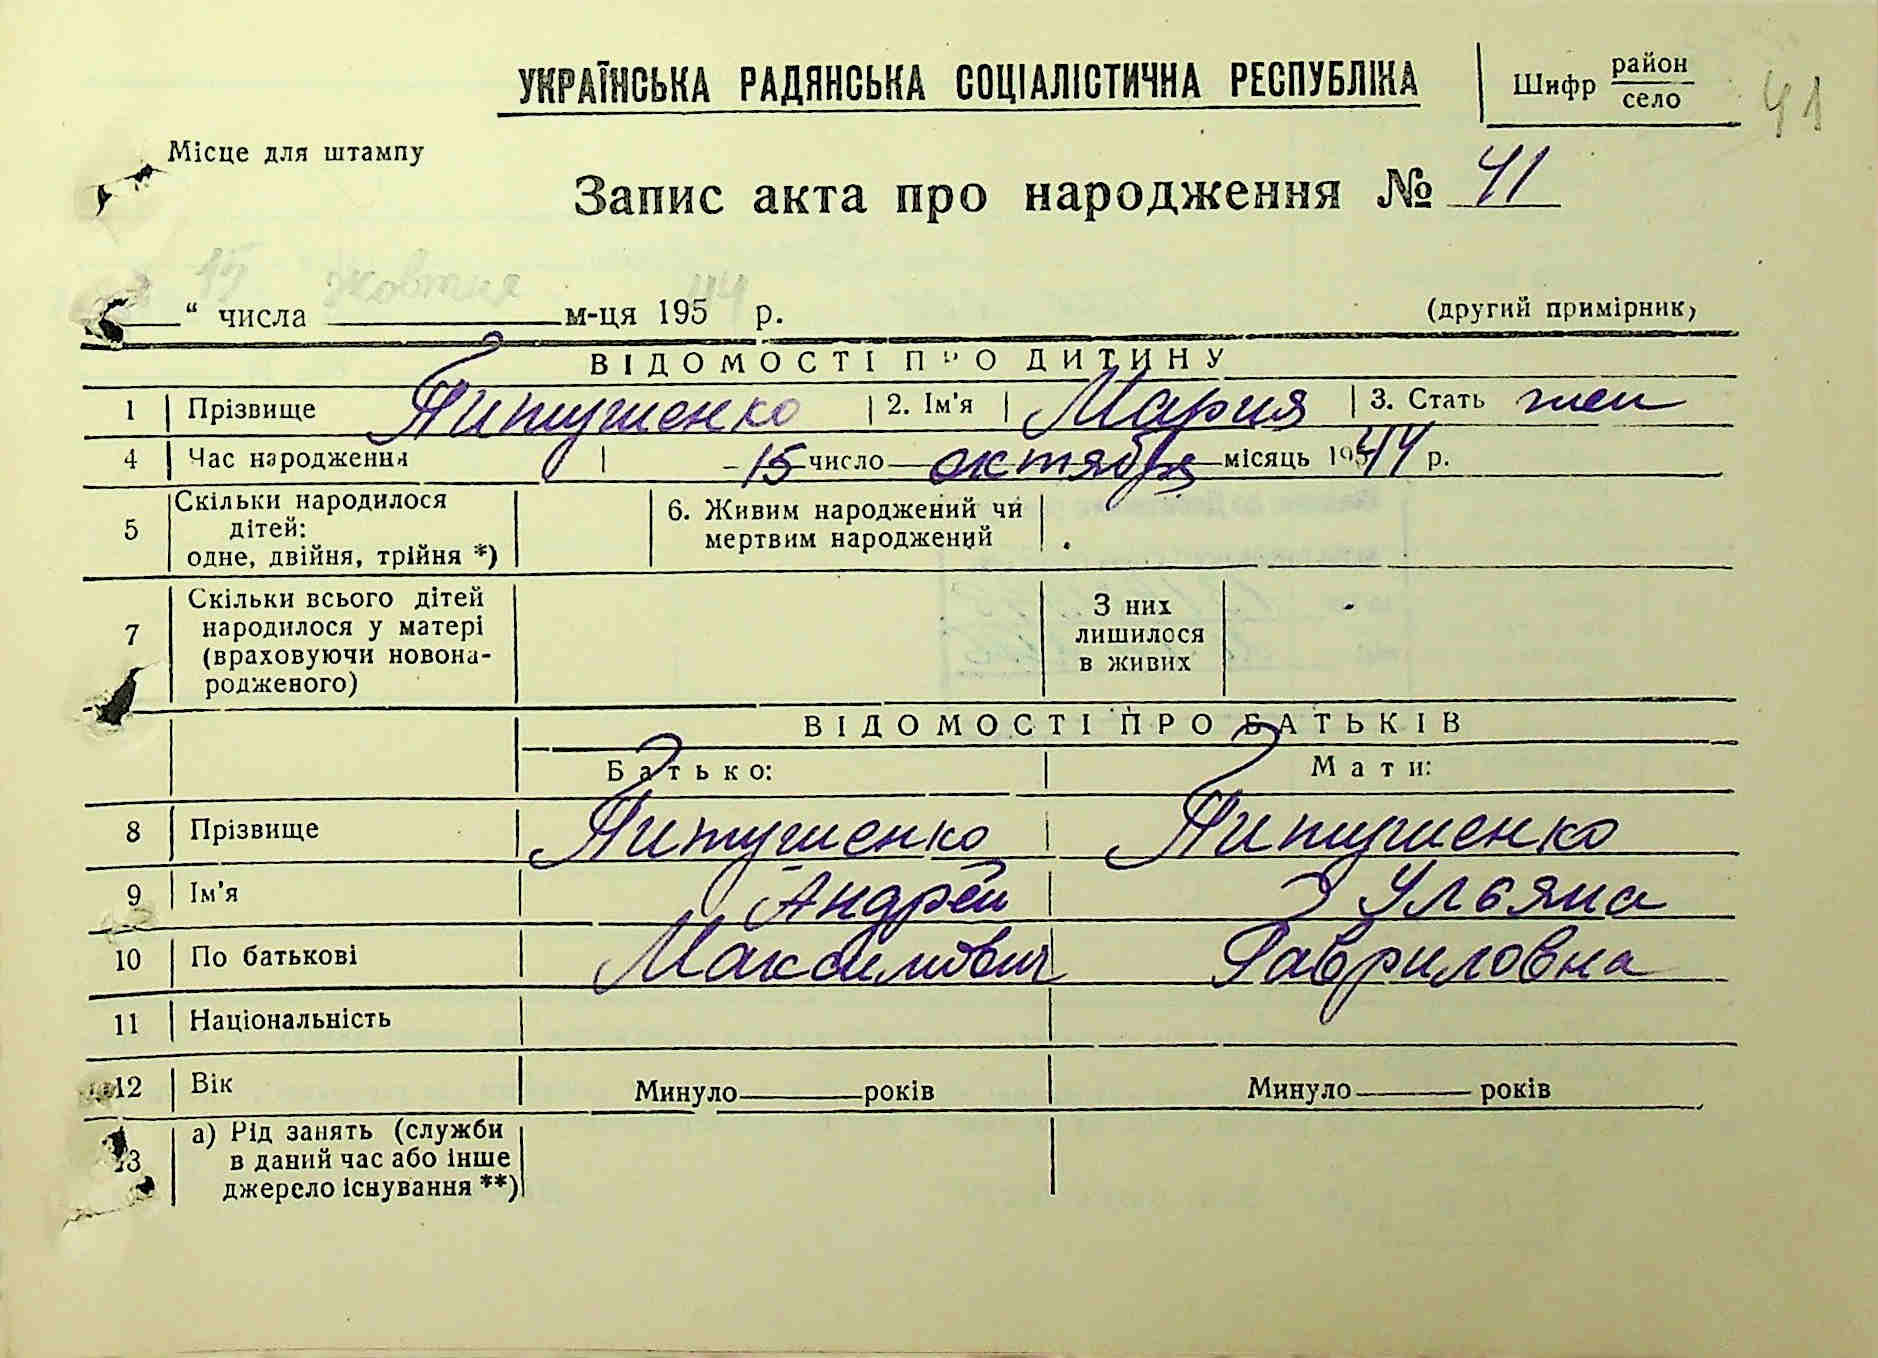 УКРАЇНСЬКА РАДЯНСЬКА СОЦІАЛІСТИЧНА РЕСПУБЛІКА
Шифр район село
41
Місце для штампу
Запис акта про народження № 41
15 жовтня 44
“ числа м-ця 195 р.
(другий примірник)
ВІДОМОСТІ ПРО ДИТИНУ
1 Прізвище Питушенко 2. Ім'я Мария 3. Стать жен
4 Час народження 15 число октября місяць 1944 р.
5 Скільки народилося дітей: одне, двійня, трійня *)
6. Живим народжений чи мертвим народжений
7 Скільки всього дітей народилося у матері (враховуючи новонародженого)
З них лишилося в живих
ВІДОМОСТІ ПРО БАТЬКІВ
Батько: Мати:
8 Прізвище Питушенко Питушенко
9 Ім'я Андрей Ульяна
10 По батькові Максимович Гавриловна
11 Національність
12 Вік Минуло років Минуло років
13 а) Рід занять (служби в даний час або інше джерело існування **)